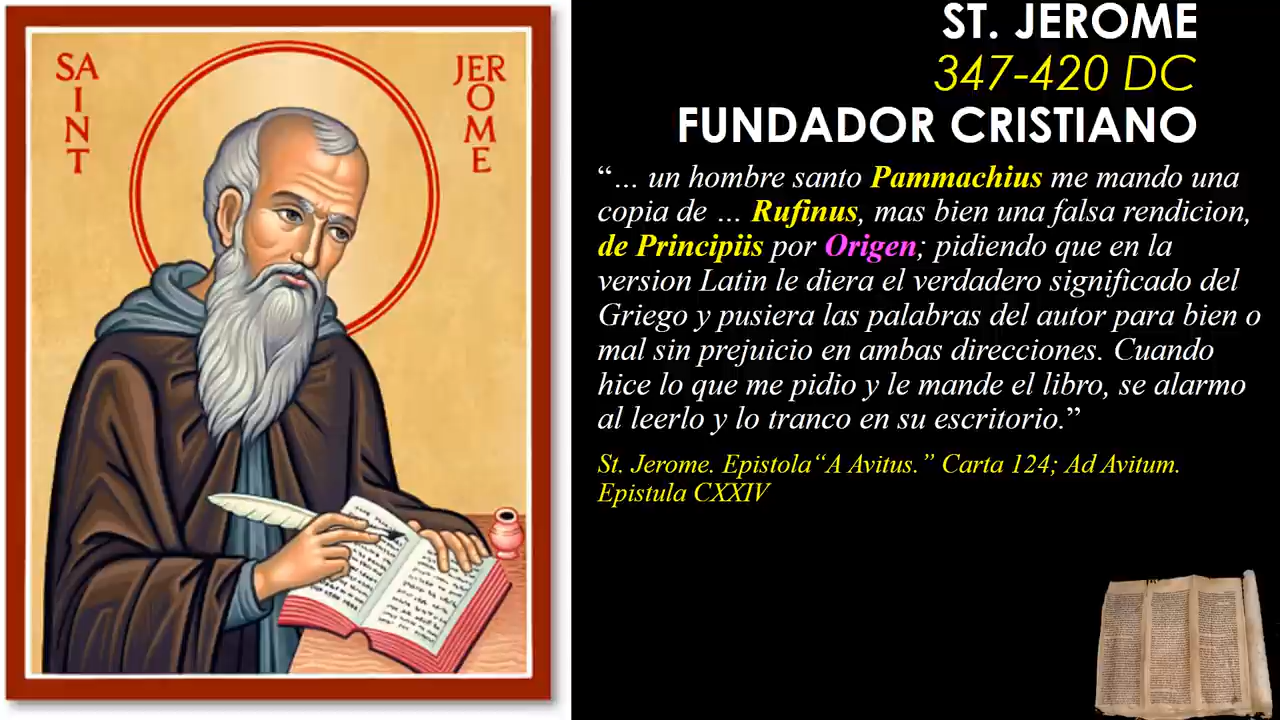 SAINT
JEROME
ST. JEROME
347-420 DC
FUNDADOR CRISTIANO
“… un hombre santo Pammachius me mando una
copia de … Rufinus, mas bien una falsa rendicion,
de Principiis por Origen; pidiendo que en la
version Latin le diera el verdadero significado del
Griego y pusiera las palabras del autor para bien o
mal sin prejuicio en ambas direcciones. Cuando
hice lo que me pidio y le mande el libro, se alarmo
al leerlo y lo tranco en su escritorio.”
St. Jerome. Epistola“A Avitus.” Carta 124; Ad Avitum.
Epistula CXXIV